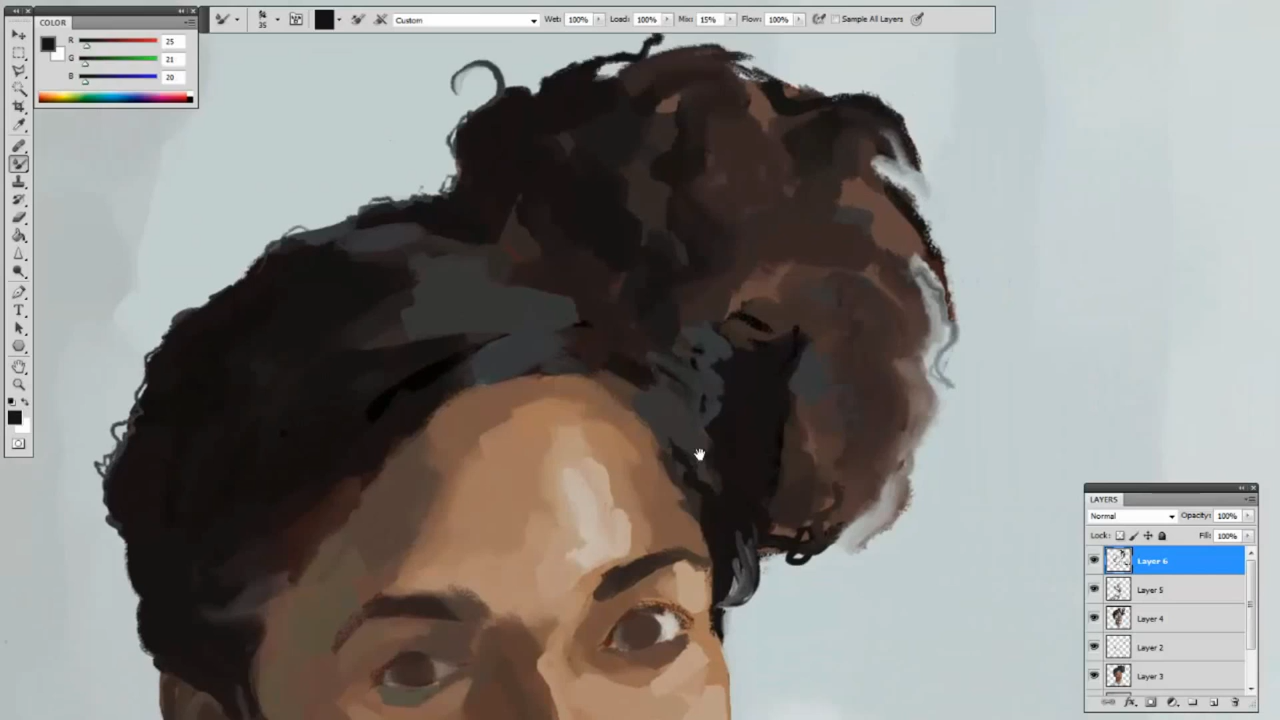 COLOR
R 25
G 21
B 20
35
Custom
Wet: 100%
Load: 100%
Mix: 15%
Flow: 100%
Sample All Layers
LAYERS
Normal
Opacity: 100%
Lock:
Fill: 100%
Layer 6
Layer 5
Layer 4
Layer 2
Layer 3